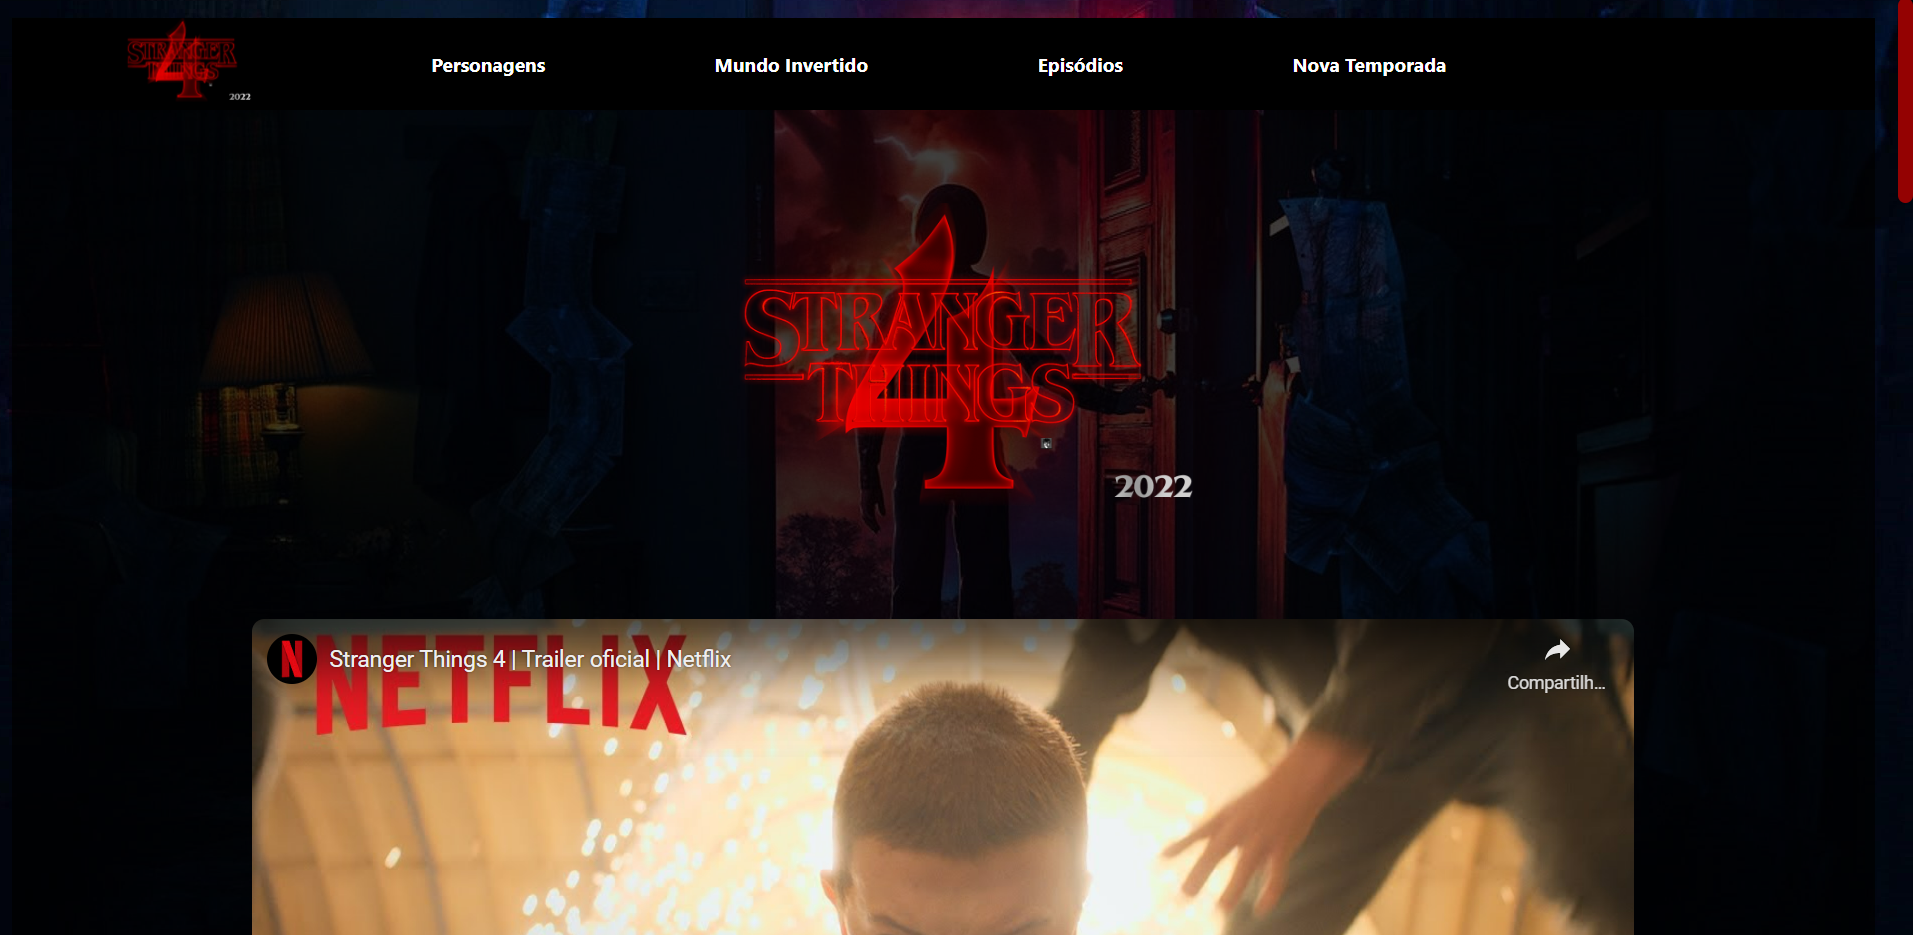 STRANGER
THINGS
4
2022
Personagens
Mundo Invertido
Episódios
Nova Temporada
STRANGER
THINGS
4
2022
NETFLIX
N
Stranger Things 4 | Trailer oficial | Netflix
Compartilh...